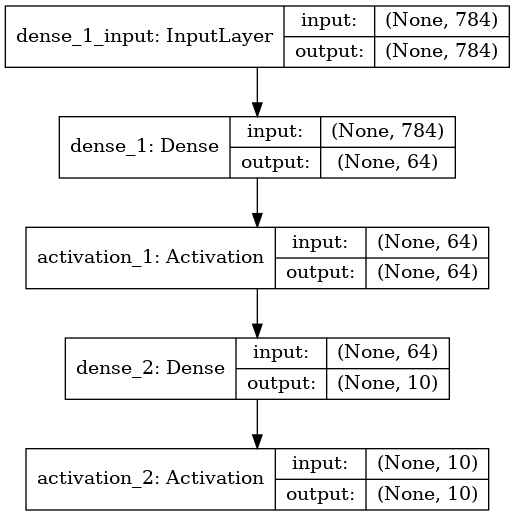 dense_1_input: InputLayer
input:
(None, 784)
output:
(None, 784)
dense_1: Dense
input:
(None, 784)
output:
(None, 64)
activation_1: Activation
input:
(None, 64)
output:
(None, 64)
dense_2: Dense
input:
(None, 64)
output:
(None, 10)
activation_2: Activation
input:
(None, 10)
output:
(None, 10)